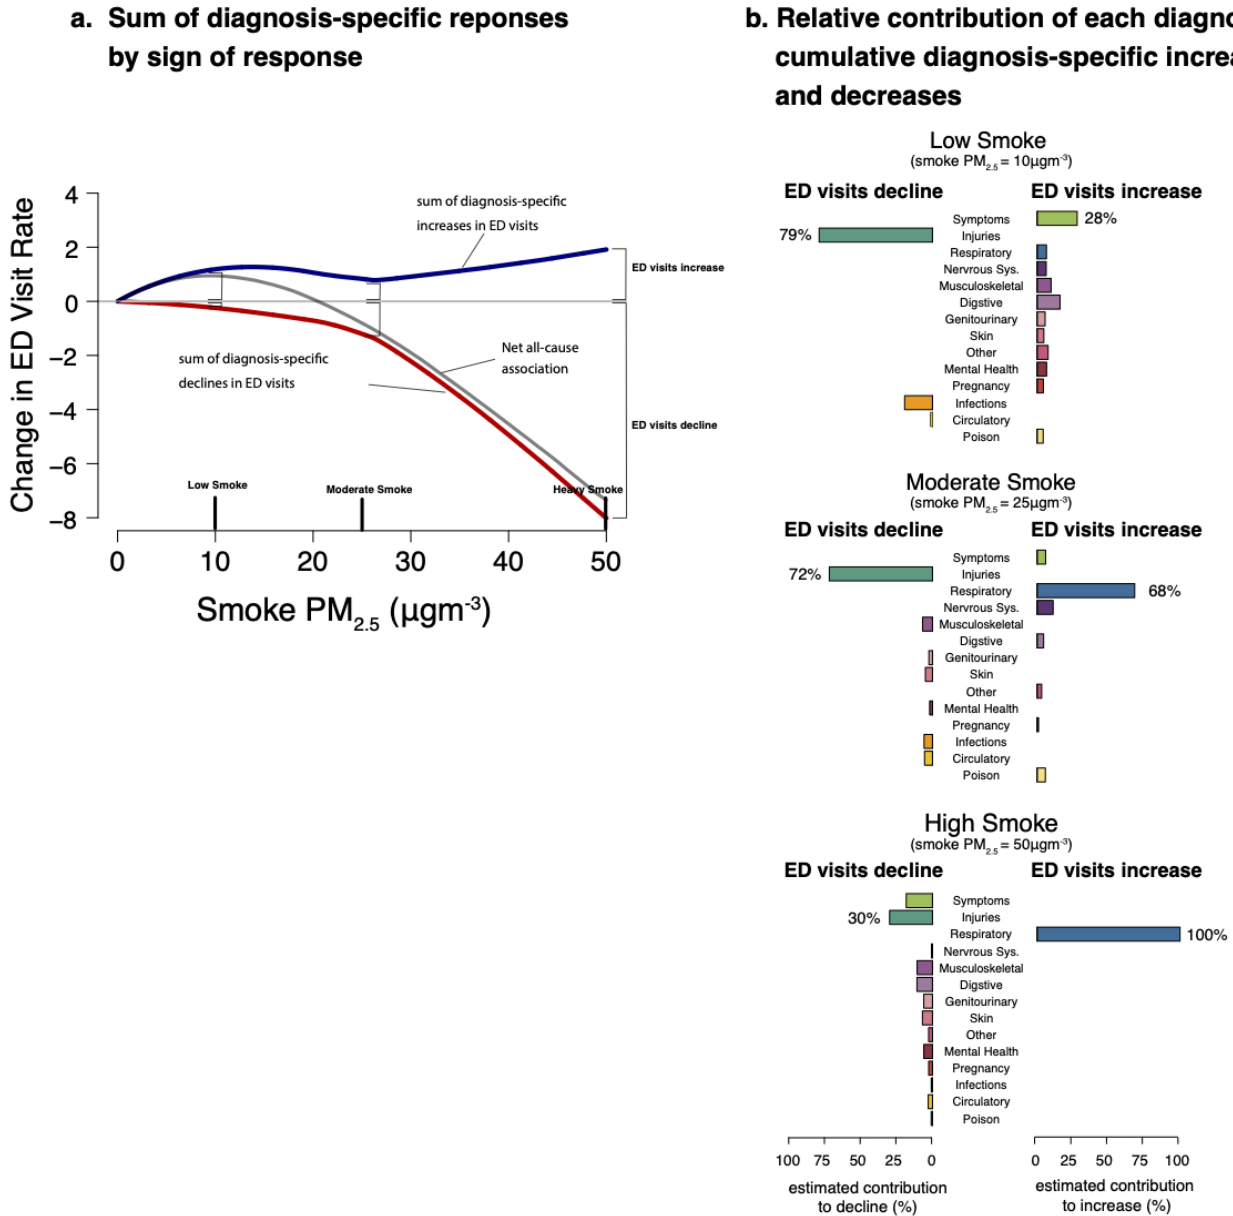 a. Sum of diagnosis-specific reponses
by sign of response
4
2
0
−2
−4
−6
−8
Change in ED Visit Rate
sum of diagnosis-specific
increases in ED visits
ED visits increase
sum of diagnosis-specific
declines in ED visits
Net all-cause
association
ED visits decline
Low Smoke
Moderate Smoke
Heavy Smoke
0 10 20 30 40 50
Smoke PM2.5 (µgm-3)
b. Relative contribution of each diagno
cumulative diagnosis-specific increa
and decreases
Low Smoke
(smoke PM2.5 = 10µgm-3)
ED visits decline ED visits increase
Symptoms 28%
79% Injuries
Respiratory
Nervrous Sys.
Musculoskeletal
Digstive
Genitourinary
Skin
Other
Mental Health
Pregnancy
Infections
Circulatory
Poison
Moderate Smoke
(smoke PM2.5 = 25µgm-3)
ED visits decline ED visits increase
Symptoms
72% Injuries
Respiratory 68%
Nervrous Sys.
Musculoskeletal
Digstive
Genitourinary
Skin
Other
Mental Health
Pregnancy
Infections
Circulatory
Poison
High Smoke
(smoke PM2.5 = 50µgm-3)
ED visits decline ED visits increase
Symptoms
30% Injuries
Respiratory 100%
Nervrous Sys.
Musculoskeletal
Digstive
Genitourinary
Skin
Other
Mental Health
Pregnancy
Infections
Circulatory
Poison
100 75 50 25 0 0 25 50 75 100
estimated contribution
to decline (%)
estimated contribution
to increase (%)